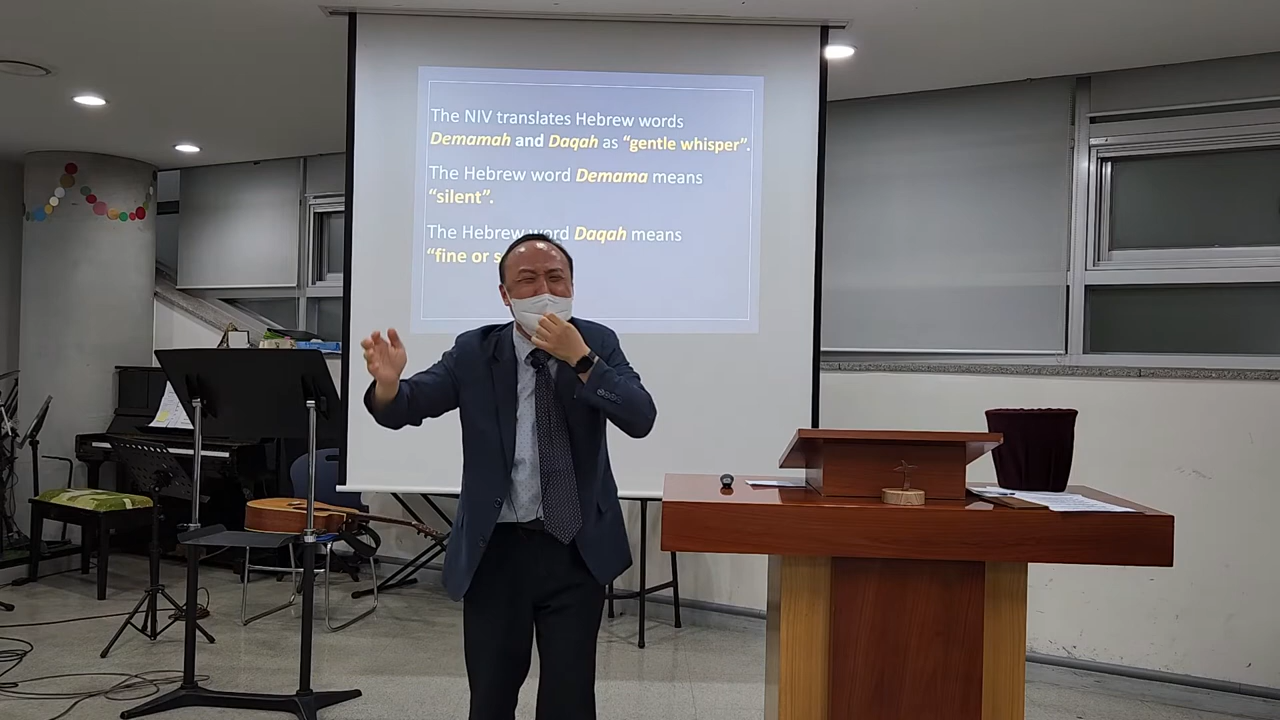 The NIV translates Hebrew words
Demamah and Daqah as “gentle whisper”.
The Hebrew word Demama means
“silent”.
The Hebrew word Daqah means
“fine or